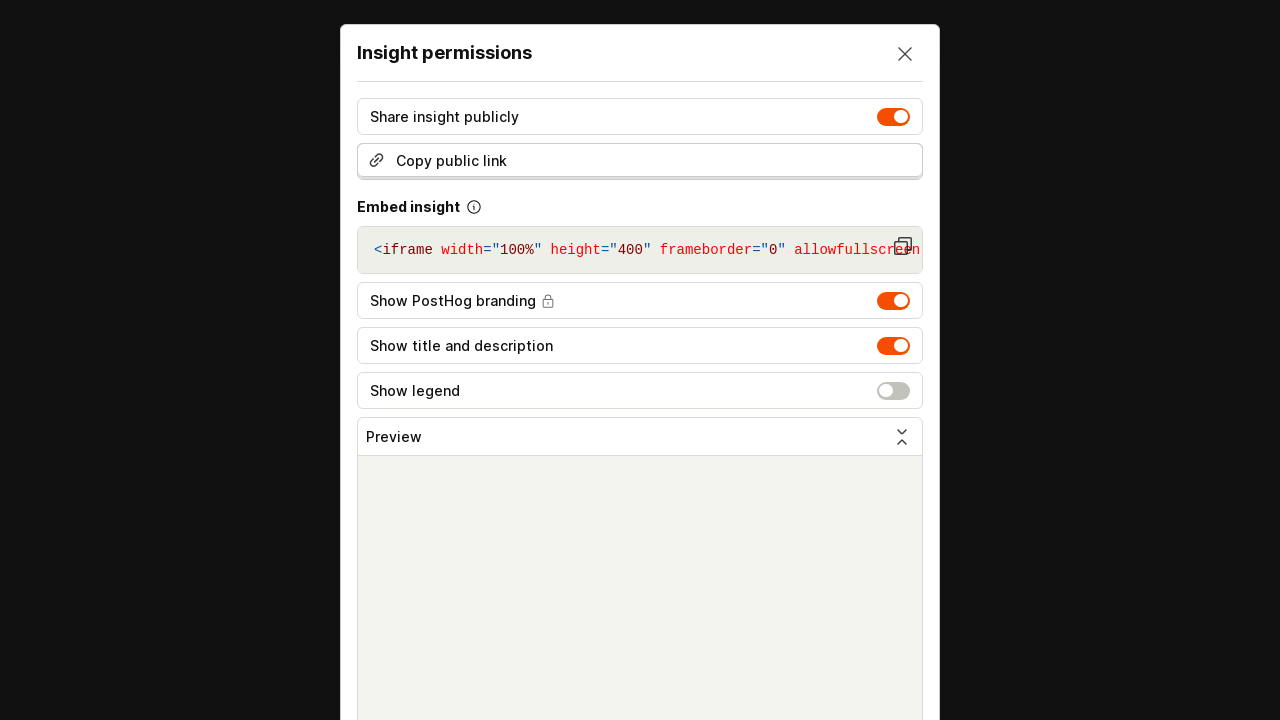 Insight permissions
Share insight publicly
Copy public link
Embed insight
<iframe width="100%" height="400" frameborder="0" allowfullscreen
Show PostHog branding
Show title and description
Show legend
Preview